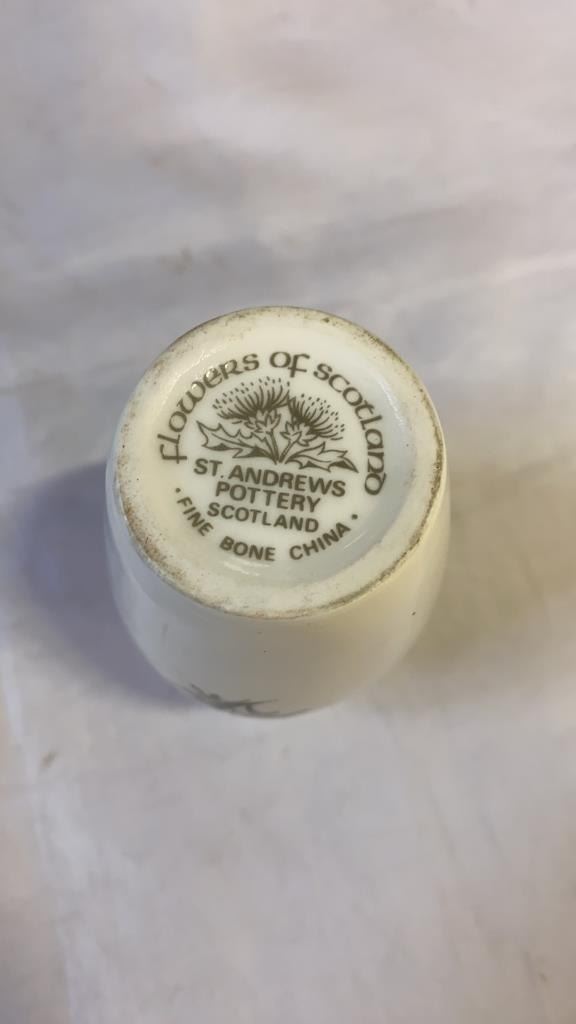 flowers of scotland
ST. ANDREWS
POTTERY
SCOTLAND
· FINE BONE CHINA ·